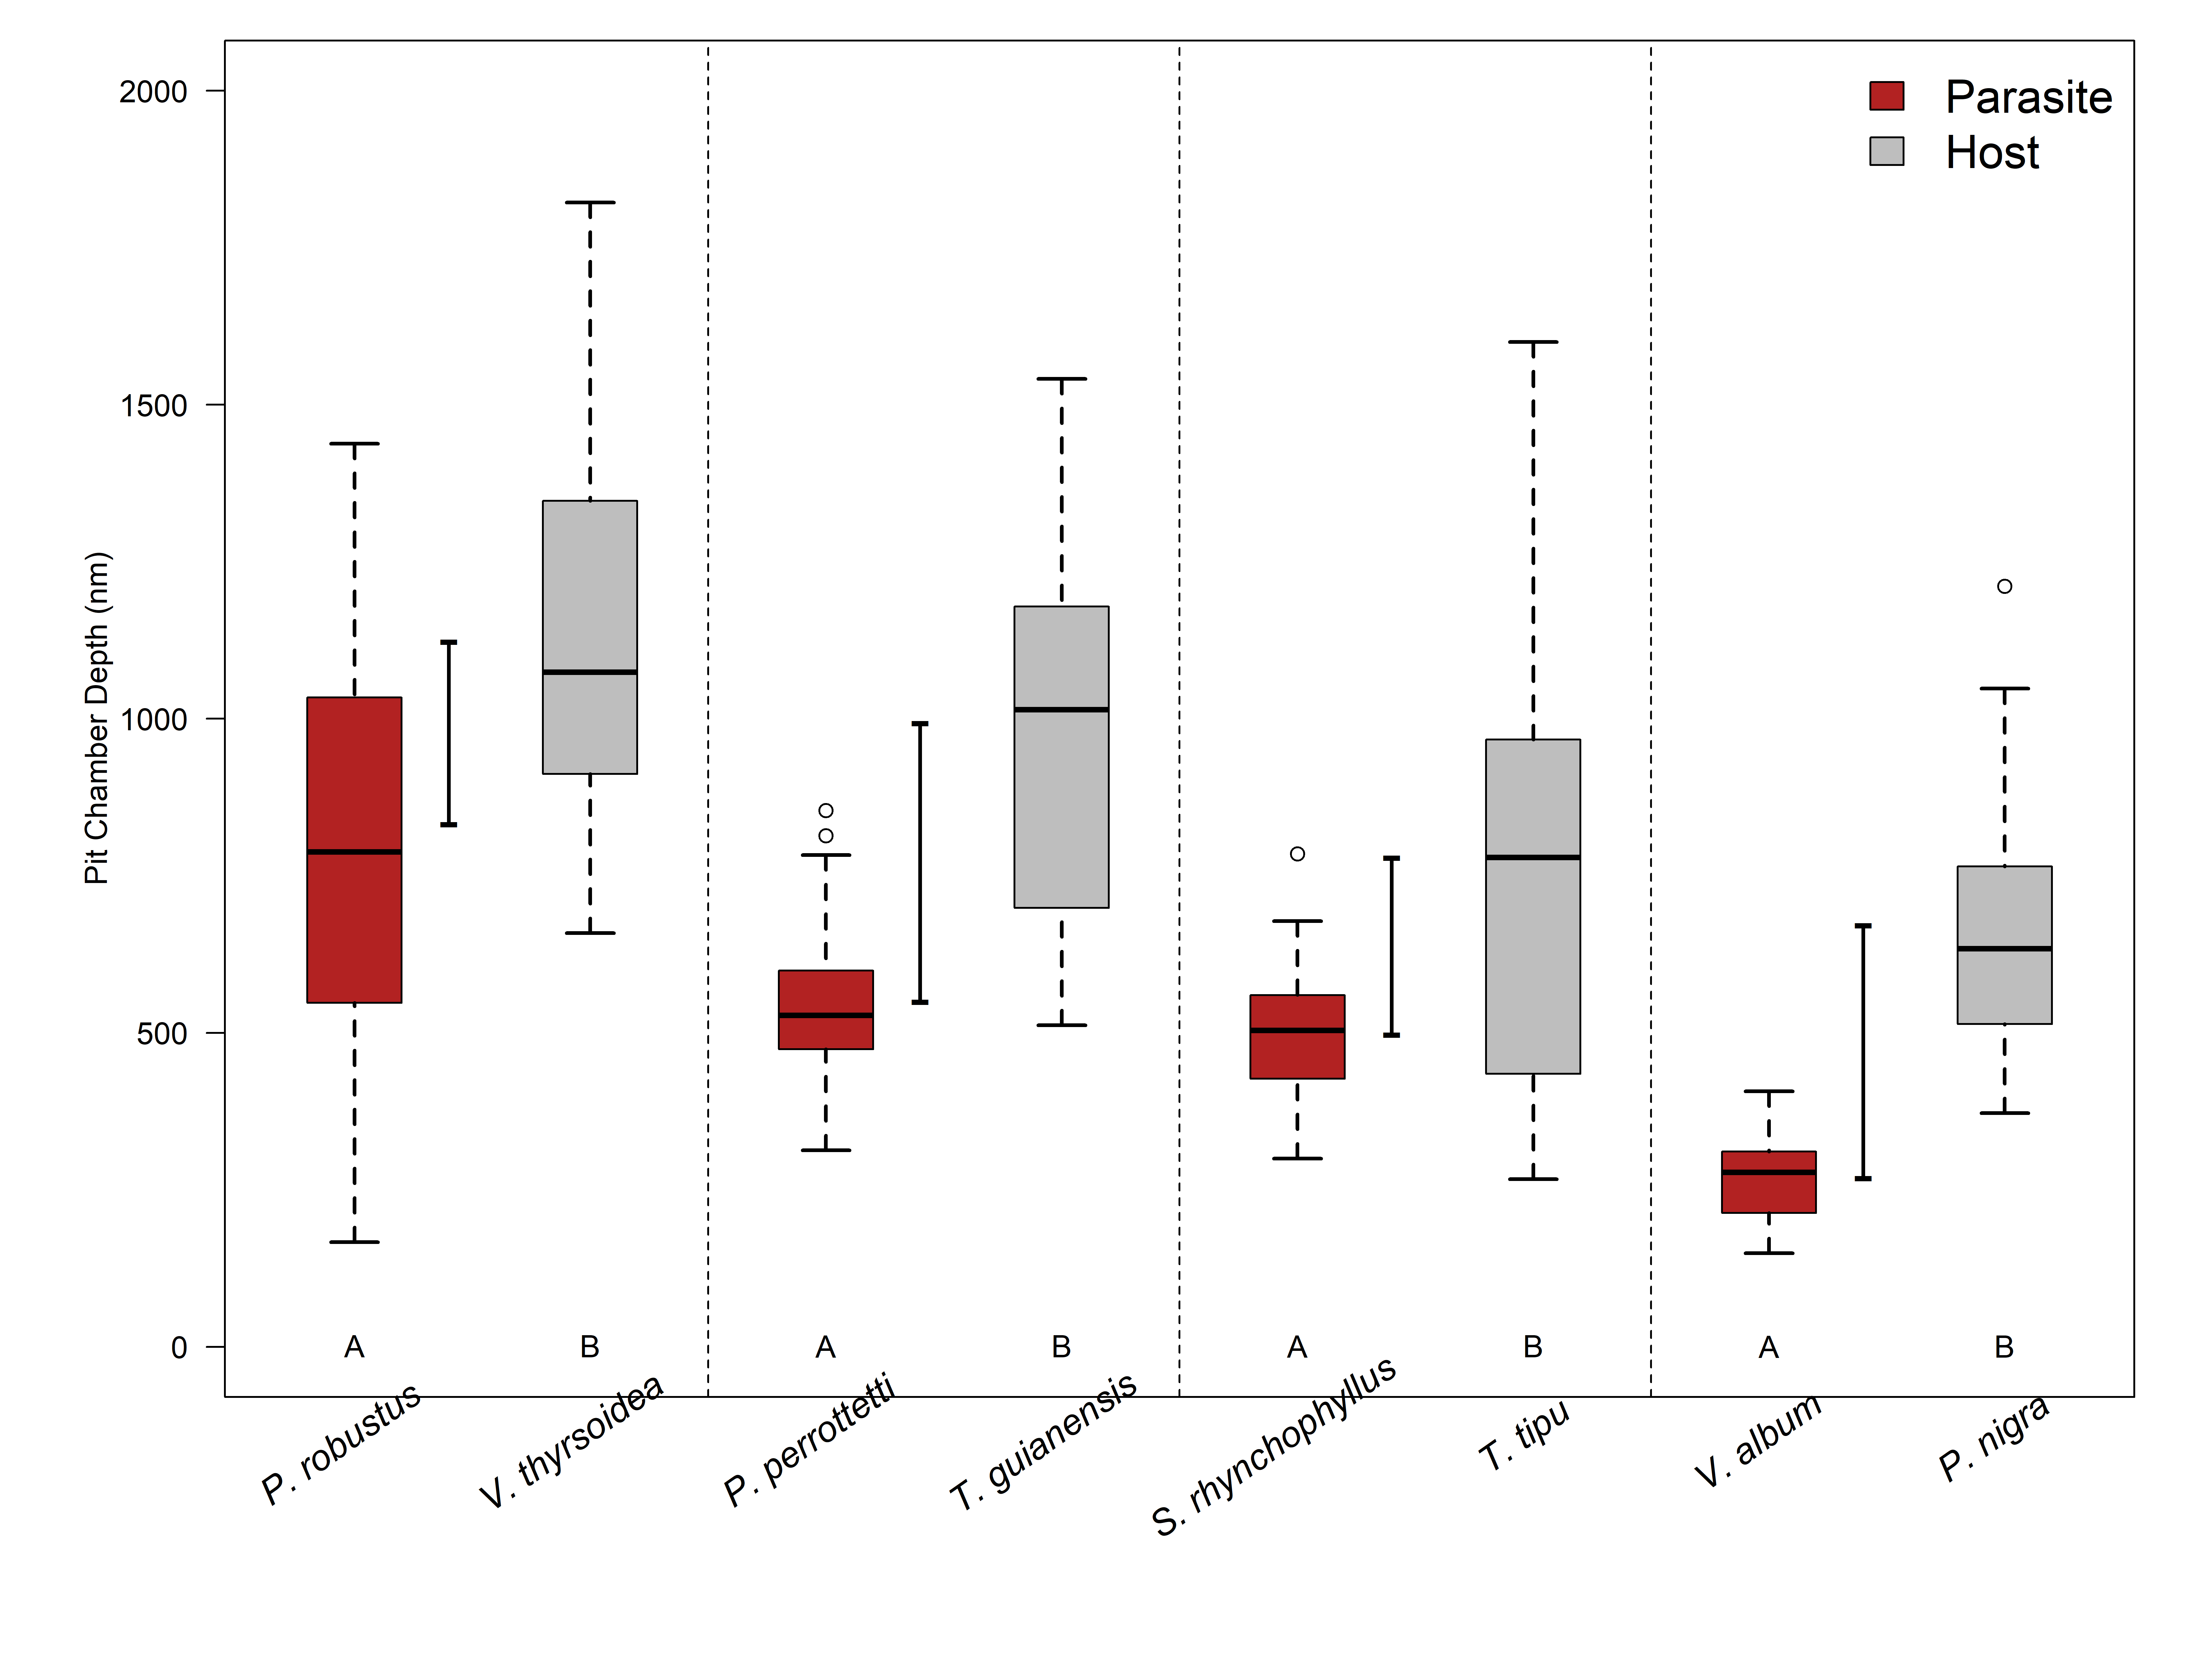 Parasite
Host
Pit Chamber Depth (nm)
2000
1500
1000
500
0
A B A B A B A B
P. robustus
V. thyrsoidea
P. perrottetti
T. guianensis
S. rhynchophyllus
T. tipu
V. album
P. nigra